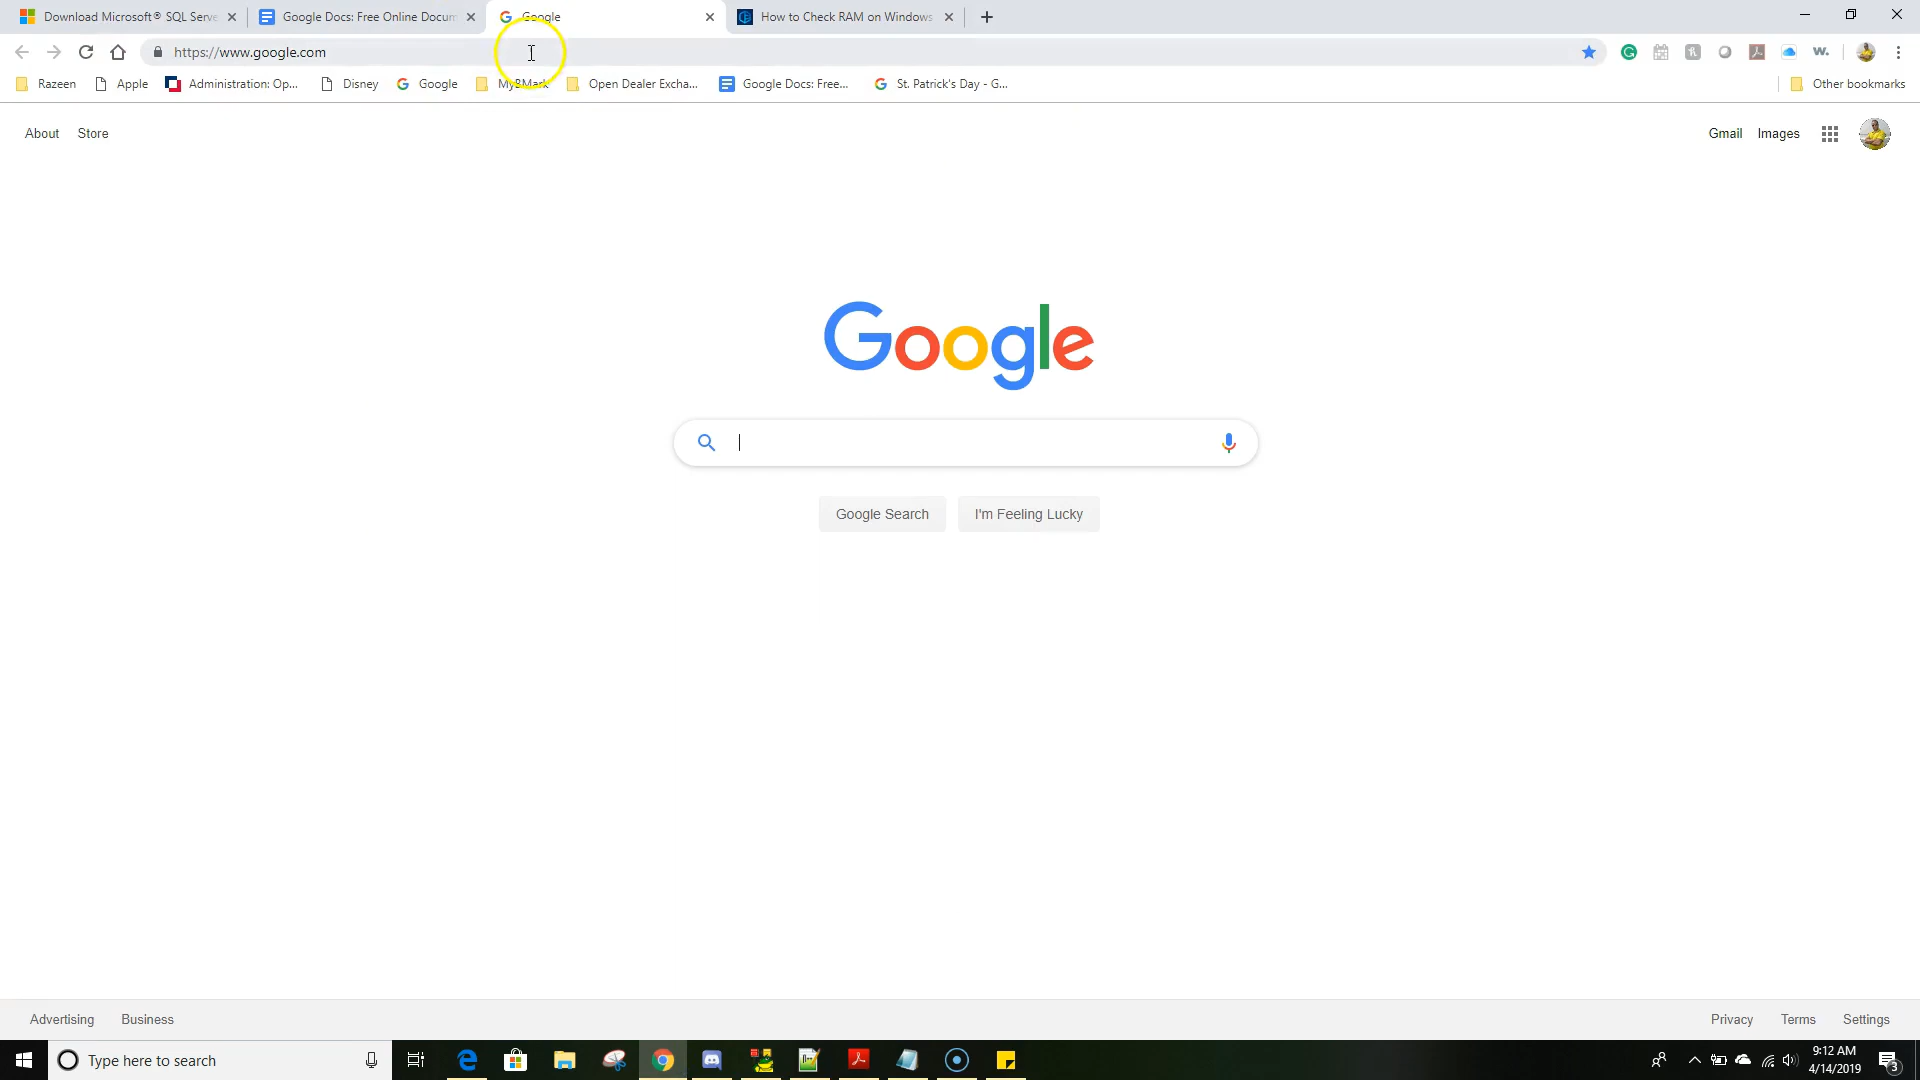 Download Microsoft® SQL Serve
Google Docs: Free Online Docum
Google
How to Check RAM on Windows
https://www.google.com
Razeen
Apple
Administration: Op...
Disney
Google
MyBMark
Open Dealer Excha...
Google Docs: Free...
St. Patrick's Day - G...
Other bookmarks
About
Store
Gmail
Images
Google
Google Search
I'm Feeling Lucky
Advertising
Business
Privacy
Terms
Settings
Type here to search
9:12 AM
4/14/2019
3